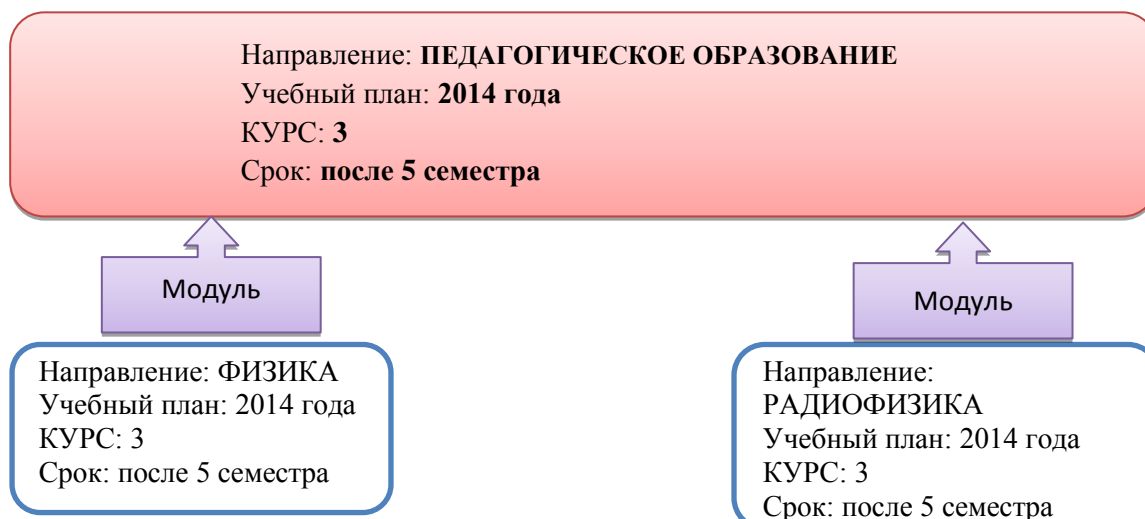 Направление: ПЕДАГОГИЧЕСКОЕ ОБРАЗОВАНИЕ
Учебный план: 2014 года
КУРС: 3
Срок: после 5 семестра
Модуль
Модуль
Направление: ФИЗИКА
Учебный план: 2014 года
КУРС: 3
Срок: после 5 семестра
Направление:
РАДИОФИЗИКА
Учебный план: 2014 года
КУРС: 3
Срок: после 5 семестра